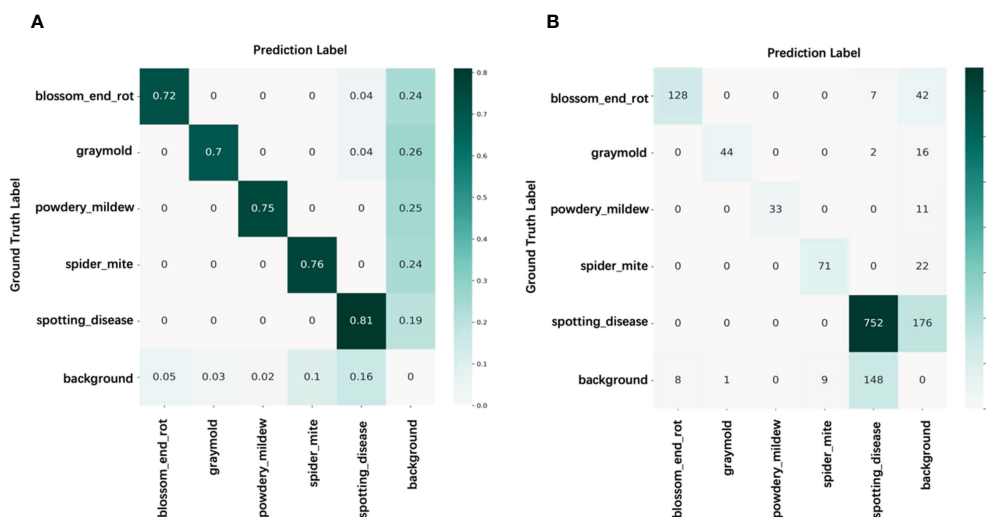 A
Prediction Label
Ground Truth Label
blossom_end_rot 0.72 0 0 0 0.04 0.24
graymold 0 0.7 0 0 0.04 0.26
powdery_mildew 0 0 0.75 0 0 0.25
spider_mite 0 0 0 0.76 0 0.24
spotting_disease 0 0 0 0 0.81 0.19
background 0.05 0.03 0.02 0.1 0.16 0
blossom_end_rot graymold powdery_mildew spider_mite spotting_disease background
0.8
0.7
0.6
0.5
0.4
0.3
0.2
0.1
0.0
B
Prediction Label
Ground Truth Label
blossom_end_rot 128 0 0 0 7 42
graymold 0 44 0 0 2 16
powdery_mildew 0 0 33 0 0 11
spider_mite 0 0 0 71 0 22
spotting_disease 0 0 0 0 752 176
background 8 1 0 9 148 0
blossom_end_rot graymold powdery_mildew spider_mite spotting_disease background